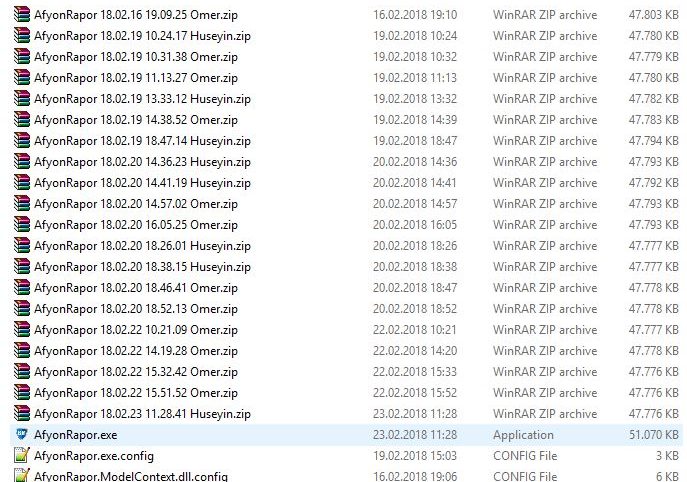 AfyonRapor 18.02.16 19.09.25 Omer.zip 16.02.2018 19:10 WinRAR ZIP archive 47.803 KB
AfyonRapor 18.02.19 10.24.17 Huseyin.zip 19.02.2018 10:24 WinRAR ZIP archive 47.780 KB
AfyonRapor 18.02.19 10.31.38 Omer.zip 19.02.2018 10:32 WinRAR ZIP archive 47.779 KB
AfyonRapor 18.02.19 11.13.27 Omer.zip 19.02.2018 11:13 WinRAR ZIP archive 47.780 KB
AfyonRapor 18.02.19 13.33.12 Huseyin.zip 19.02.2018 13:32 WinRAR ZIP archive 47.782 KB
AfyonRapor 18.02.19 14.38.52 Omer.zip 19.02.2018 14:39 WinRAR ZIP archive 47.783 KB
AfyonRapor 18.02.19 18.47.14 Huseyin.zip 19.02.2018 18:47 WinRAR ZIP archive 47.794 KB
AfyonRapor 18.02.20 14.36.23 Huseyin.zip 20.02.2018 14:36 WinRAR ZIP archive 47.793 KB
AfyonRapor 18.02.20 14.41.19 Huseyin.zip 20.02.2018 14:41 WinRAR ZIP archive 47.792 KB
AfyonRapor 18.02.20 14.57.02 Omer.zip 20.02.2018 14:57 WinRAR ZIP archive 47.793 KB
AfyonRapor 18.02.20 16.05.25 Omer.zip 20.02.2018 16:05 WinRAR ZIP archive 47.793 KB
AfyonRapor 18.02.20 18.26.01 Huseyin.zip 20.02.2018 18:26 WinRAR ZIP archive 47.777 KB
AfyonRapor 18.02.20 18.38.15 Huseyin.zip 20.02.2018 18:38 WinRAR ZIP archive 47.777 KB
AfyonRapor 18.02.20 18.46.41 Omer.zip 20.02.2018 18:47 WinRAR ZIP archive 47.778 KB
AfyonRapor 18.02.20 18.52.13 Omer.zip 20.02.2018 18:52 WinRAR ZIP archive 47.778 KB
AfyonRapor 18.02.22 10.21.09 Omer.zip 22.02.2018 10:21 WinRAR ZIP archive 47.777 KB
AfyonRapor 18.02.22 14.19.28 Omer.zip 22.02.2018 14:20 WinRAR ZIP archive 47.778 KB
AfyonRapor 18.02.22 15.32.42 Omer.zip 22.02.2018 15:33 WinRAR ZIP archive 47.776 KB
AfyonRapor 18.02.22 15.51.52 Omer.zip 22.02.2018 15:52 WinRAR ZIP archive 47.776 KB
AfyonRapor 18.02.23 11.28.41 Huseyin.zip 23.02.2018 11:28 WinRAR ZIP archive 47.776 KB
AfyonRapor.exe 23.02.2018 11:28 Application 51.070 KB
AfyonRapor.exe.config 19.02.2018 15:03 CONFIG File 3 KB
AfyonRapor.ModelContext.dll.config 16.02.2018 19:06 CONFIG File 6 KB